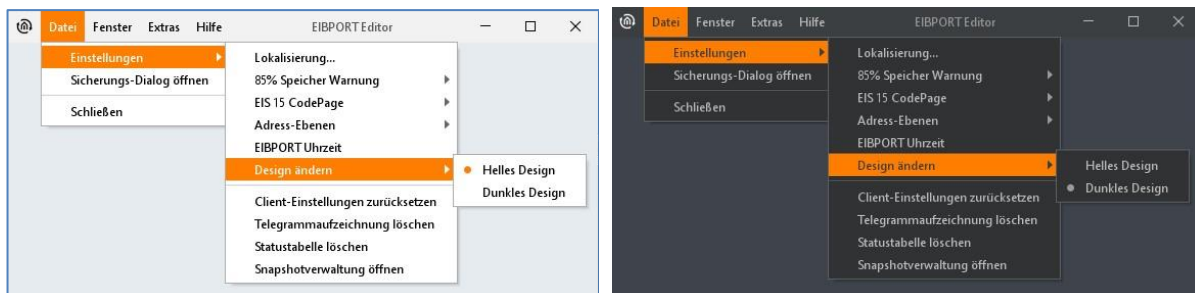 Datei Fenster Extras Hilfe EIBPORT Editor
Einstellungen
Sicherungs-Dialog öffnen
Schließen
Lokalisierung...
85% Speicher Warnung
EIS 15 CodePage
Adress-Ebenen
EIBPORT Uhrzeit
Design ändern
Client-Einstellungen zurücksetzen
Telegrammaufzeichnung löschen
Statustabelle löschen
Snapshotverwaltung öffnen
Helles Design
Dunkles Design
Datei Fenster Extras Hilfe EIBPORT Editor
Einstellungen
Sicherungs-Dialog öffnen
Schließen
Lokalisierung...
85% Speicher Warnung
EIS 15 CodePage
Adress-Ebenen
EIBPORT Uhrzeit
Design ändern
Client-Einstellungen zurücksetzen
Telegrammaufzeichnung löschen
Statustabelle löschen
Snapshotverwaltung öffnen
Helles Design
Dunkles Design